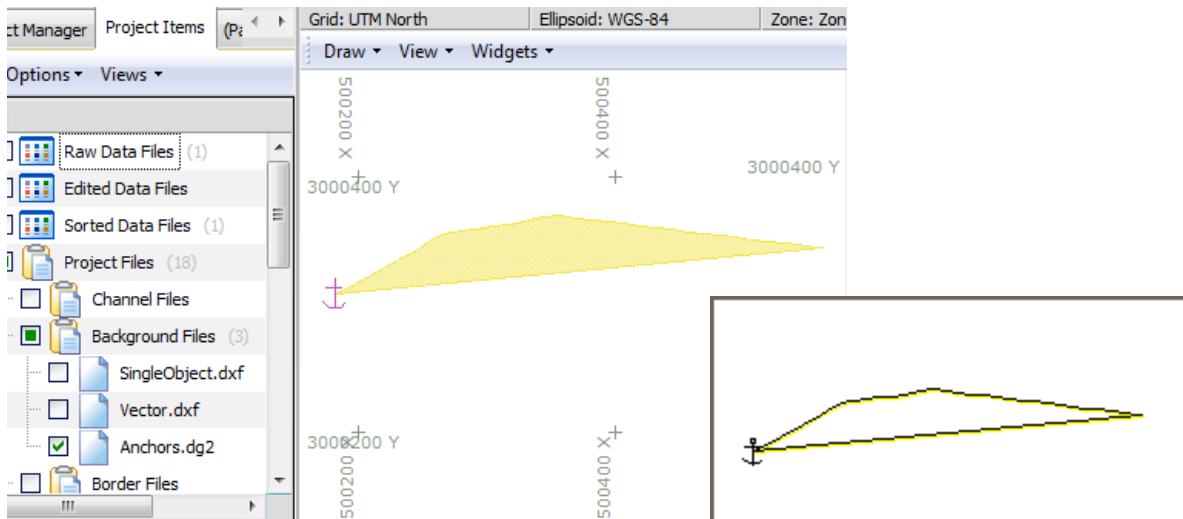 ct Manager Project Items (Pa
Options Views
Raw Data Files (1)
Edited Data Files
Sorted Data Files (1)
Project Files (18)
Channel Files
Background Files (3)
SingleObject.dxf
Vector.dxf
Anchors.dg2
Border Files
Grid: UTM North Ellipsoid: WGS-84 Zone: Zon
Draw View Widgets
500200 X
500400 X
3000400 Y
3000400 Y
3000200 Y
500200 X
500400 X